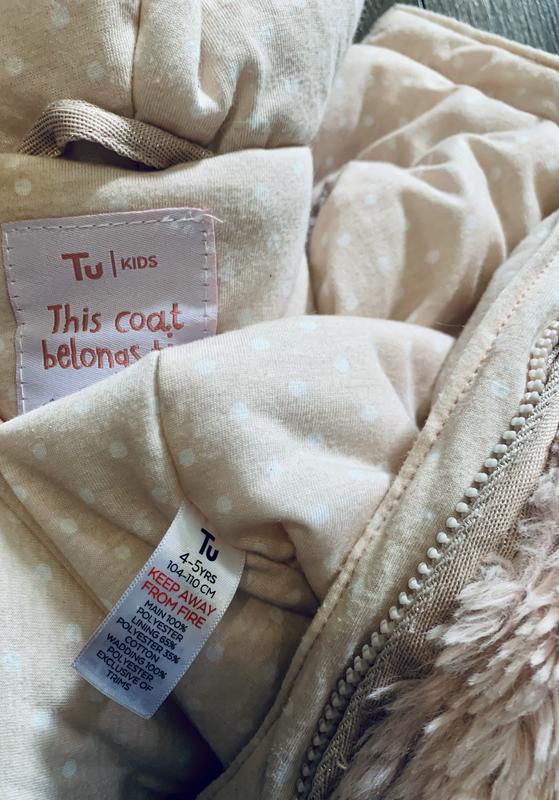 Tu | KIDS
This coat
belongs
Tu
4-5YRS
104-110 CM
KEEP AWAY
FROM FIRE
MAIN 100%
POLYESTER
LINING 65%
POLYESTER 35%
COTTON
WADDING 100%
POLYESTER
EXCLUSIVE OF
TRIMS